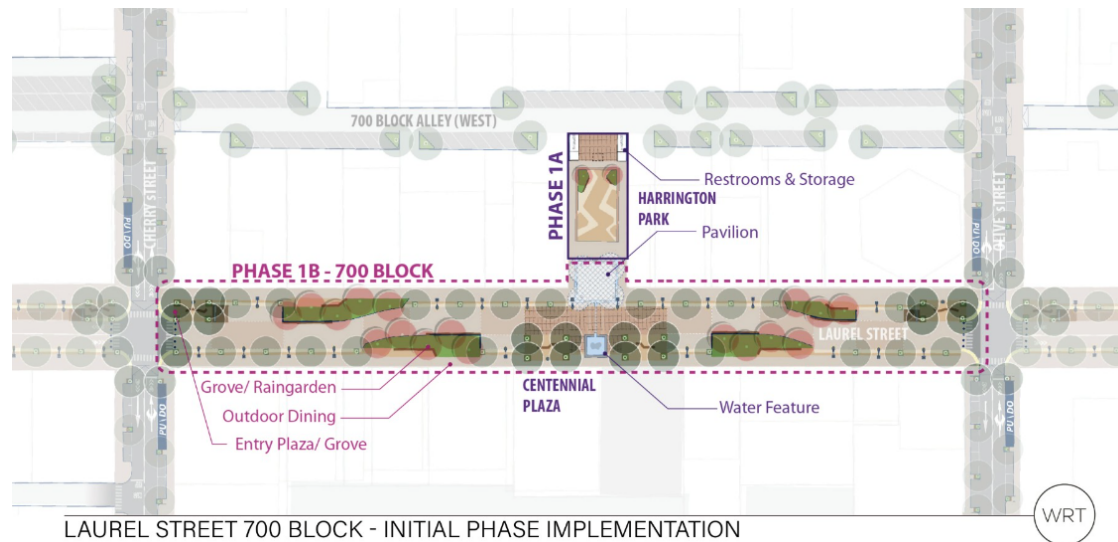 700 BLOCK ALLEY (WEST)
CHERRY STREET
PHASE 1A
Restrooms & Storage
HARRINGTON
PARK
Pavilion
OLIVE STREET
PU/DO
PU/DO
PHASE 1B - 700 BLOCK
LAUREL STREET
Grove/ Raingarden
Outdoor Dining
Entry Plaza/ Grove
CENTENNIAL
PLAZA
Water Feature
PU/DO
PU/DO
LAUREL STREET 700 BLOCK - INITIAL PHASE IMPLEMENTATION
WRT